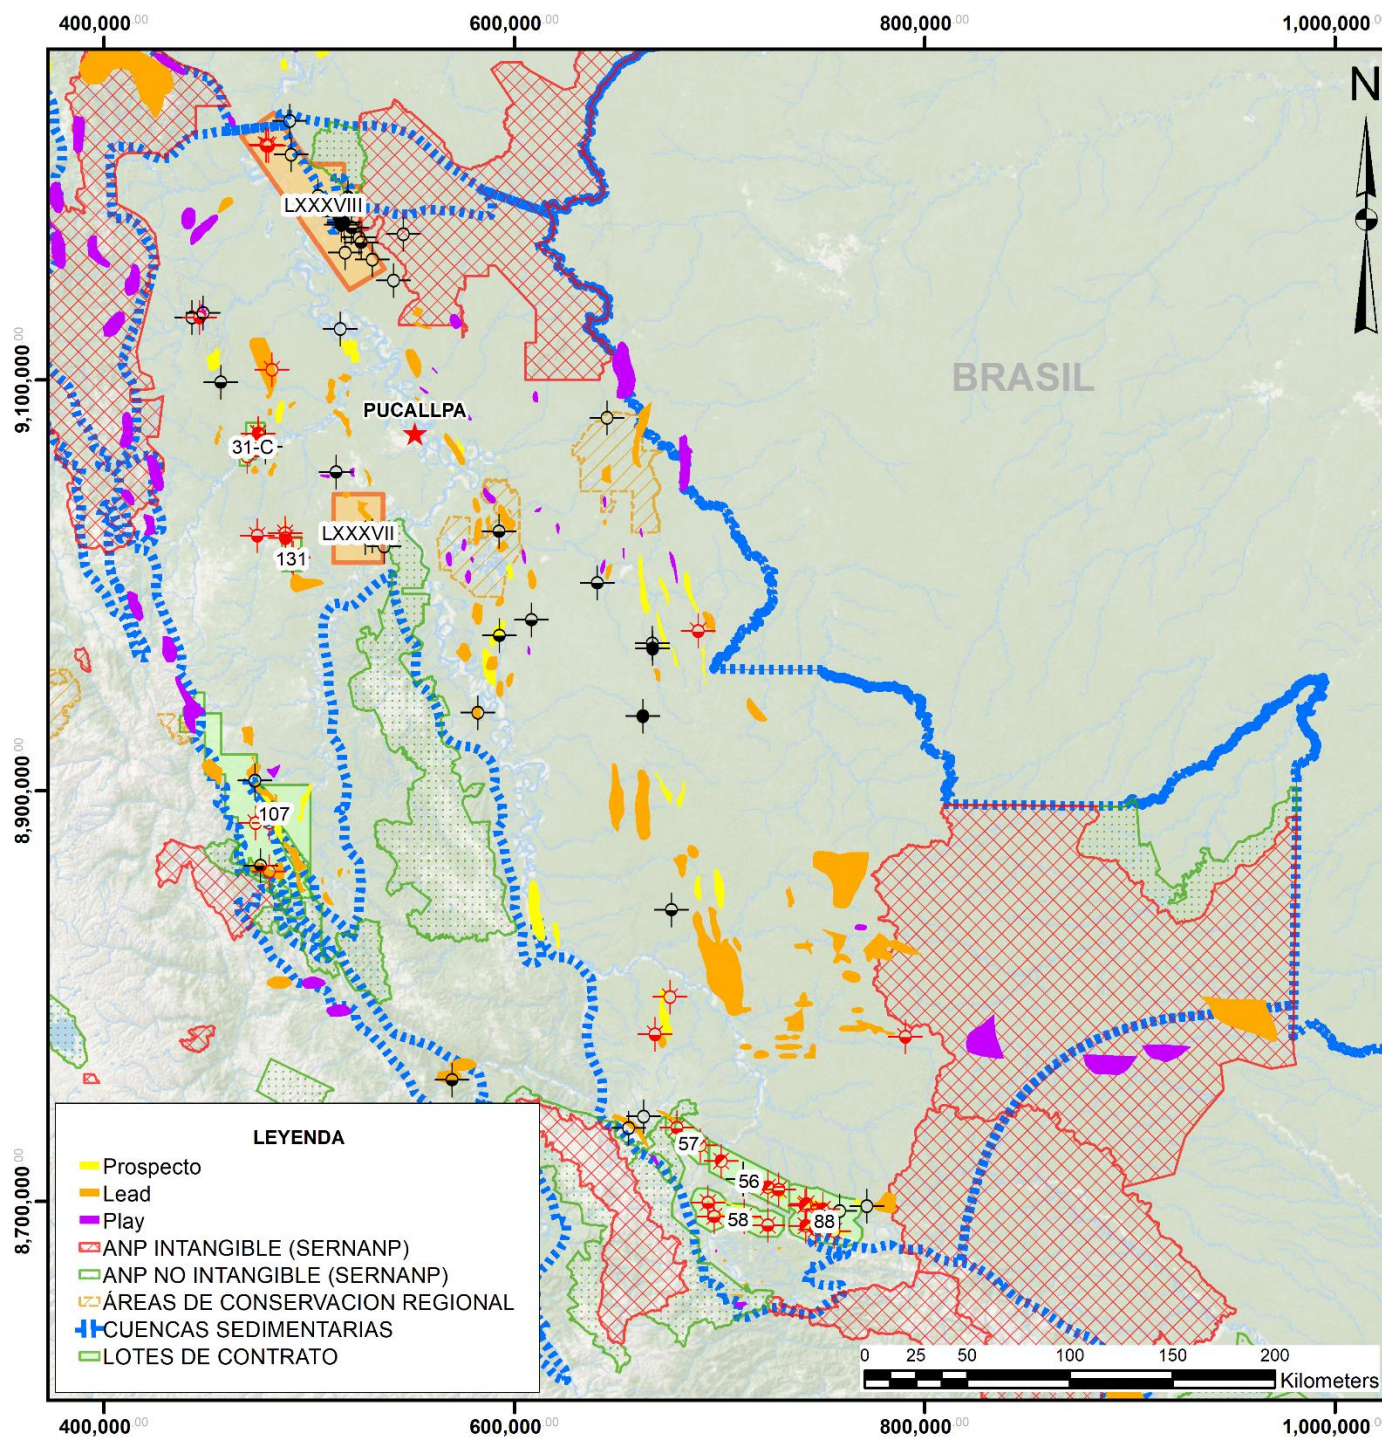 400,000.00 600,000.00 800,000.00 1,000,000.00
N
LXXXVIII
9,100,000.00
BRASIL
PUCALLPA
31-C
LXXXVII
131
8,900,000.00
107
57
56
58
88
8,700,000.00
LEYENDA
Prospecto
Lead
Play
ANP INTANGIBLE (SERNANP)
ANP NO INTANGIBLE (SERNANP)
ÁREAS DE CONSERVACION REGIONAL
CUENCAS SEDIMENTARIAS
LOTES DE CONTRATO
0 25 50 100 150 200
Kilometers
400,000.00 600,000.00 800,000.00 1,000,000.00